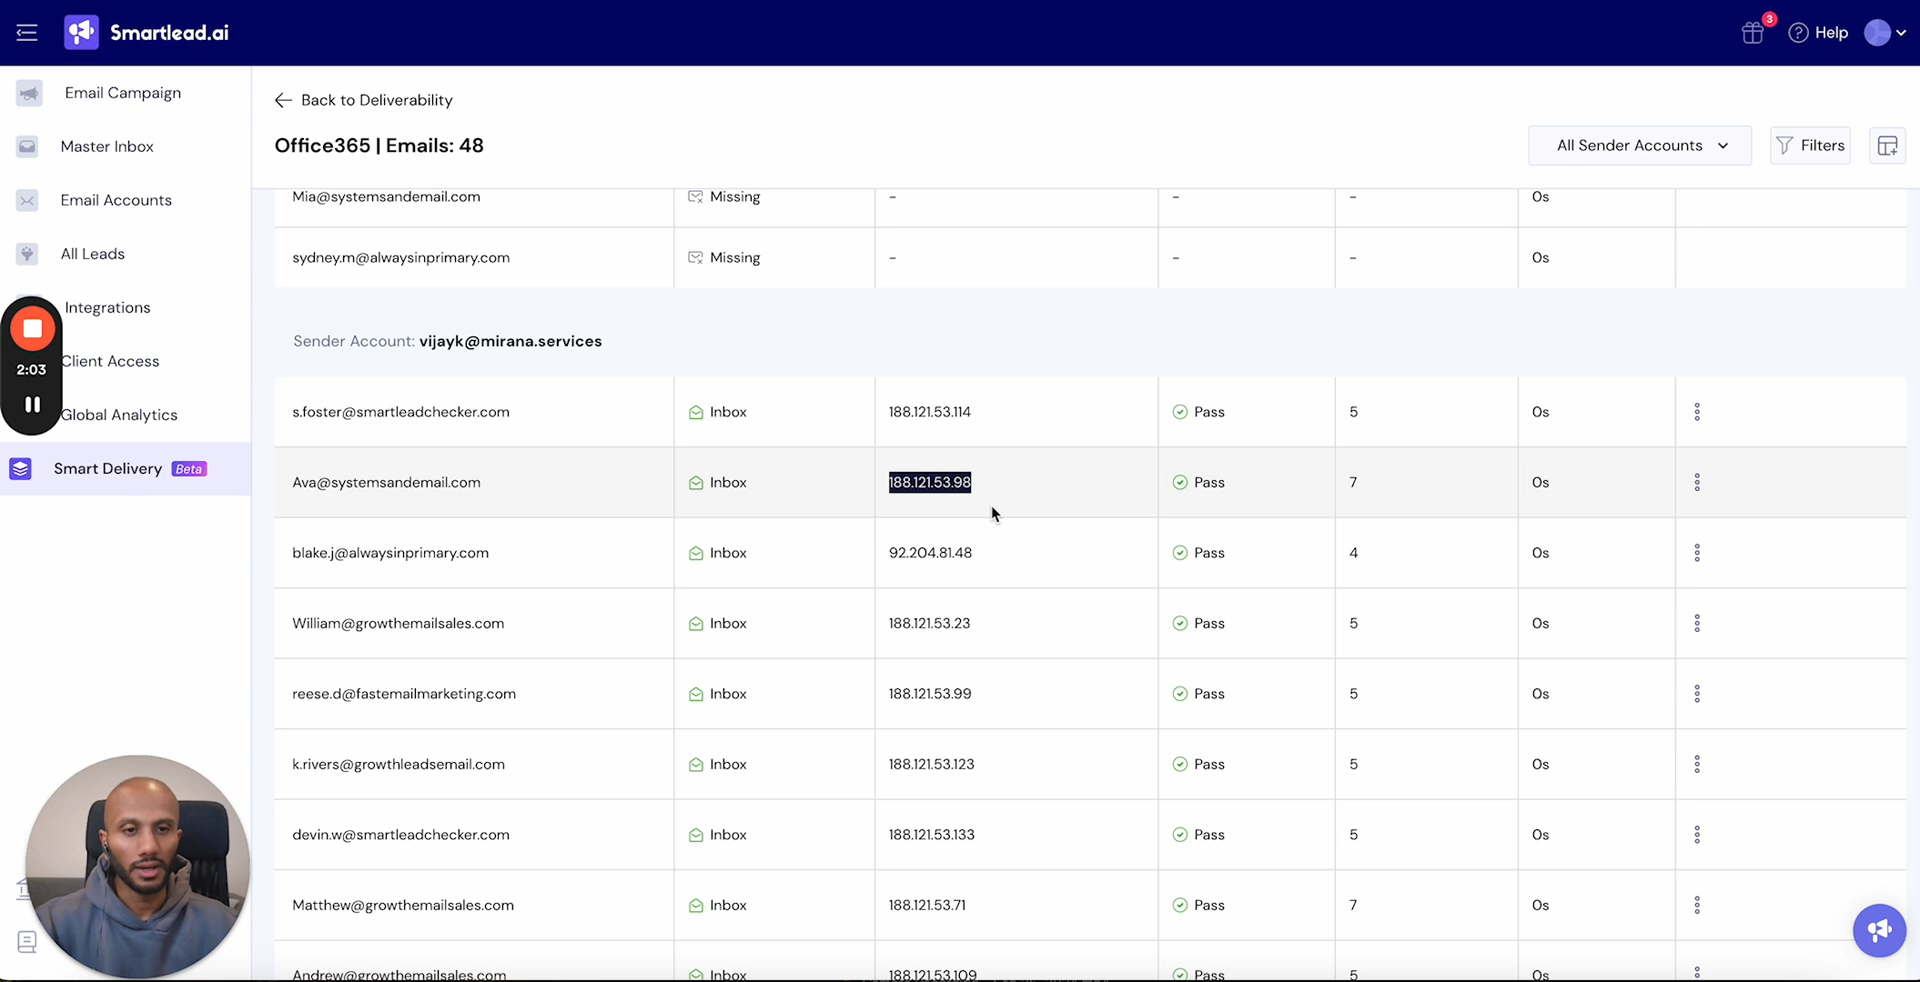 Smartlead.ai
3
Help
Email Campaign
Master Inbox
Email Accounts
All Leads
Integrations
Client Access
Global Analytics
Smart Delivery Beta
2:03
Back to Deliverability
Office365 | Emails: 48
All Sender Accounts
Filters
Mia@systemsandemail.com Missing - - - 0s
sydney.m@alwaysinprimary.com Missing - - - 0s
Sender Account: vijayk@mirana.services
s.foster@smartleadchecker.com Inbox 188.121.53.114 Pass 5 0s
Ava@systemsandemail.com Inbox 188.121.53.98 Pass 7 0s
blake.j@alwaysinprimary.com Inbox 92.204.81.48 Pass 4 0s
William@growthemailsales.com Inbox 188.121.53.23 Pass 5 0s
reese.d@fastemailmarketing.com Inbox 188.121.53.99 Pass 5 0s
k.rivers@growthleadsemail.com Inbox 188.121.53.123 Pass 5 0s
devin.w@smartleadchecker.com Inbox 188.121.53.133 Pass 5 0s
Matthew@growthemailsales.com Inbox 188.121.53.71 Pass 7 0s
Andrew@growthemailsales.com Inbox 188.121.53.109 Pass 5 0s